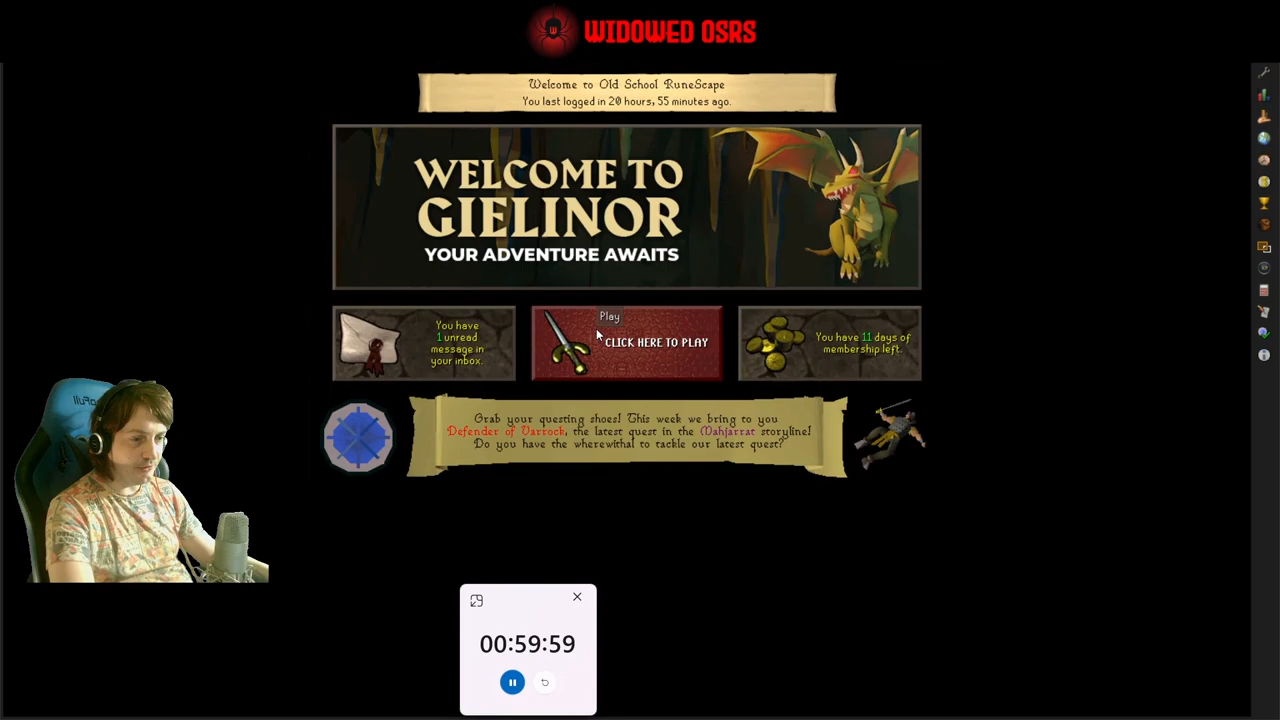 WIDOWED OSRS
Welcome to Old School RuneScape
You last logged in 20 hours, 55 minutes ago.
WELCOME TO
GIELINOR
YOUR ADVENTURE AWAITS
You have
1 unread
message in
your inbox.
Play
CLICK HERE TO PLAY
You have 11 days of
membership left.
Grab your questing shoes! This week we bring to you
Defender of Varrock, the latest quest in the Mahjarrat storyline!
Do you have the wherewithal to tackle our latest quest?
00:59:59